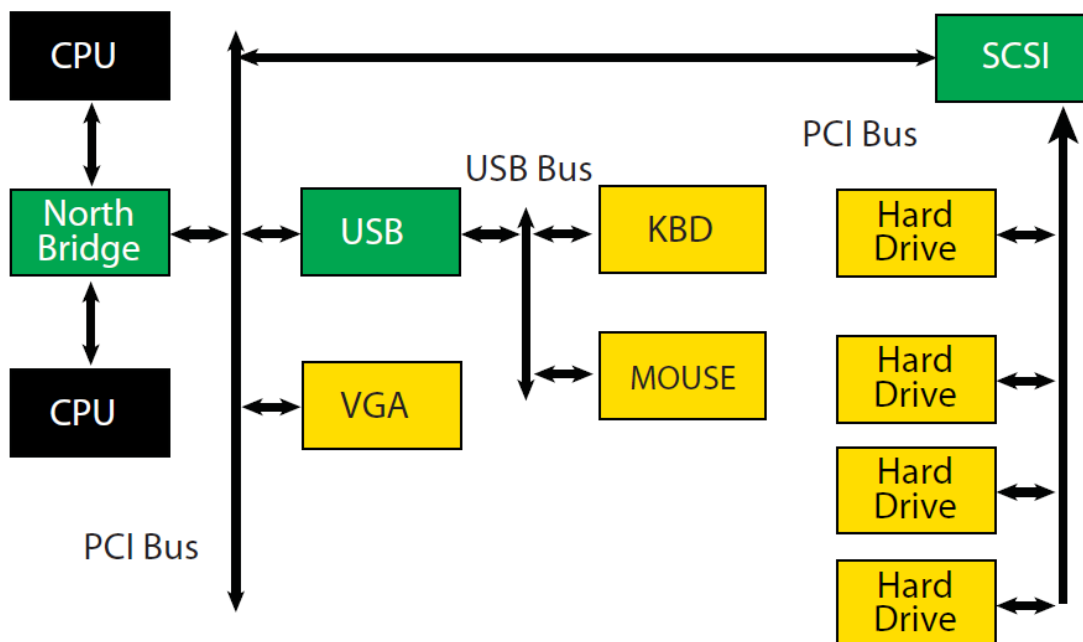 CPU
SCSI
PCI Bus
USB Bus
North
Bridge
USB
KBD
Hard
Drive
VGA
MOUSE
Hard
Drive
CPU
Hard
Drive
PCI Bus
Hard
Drive